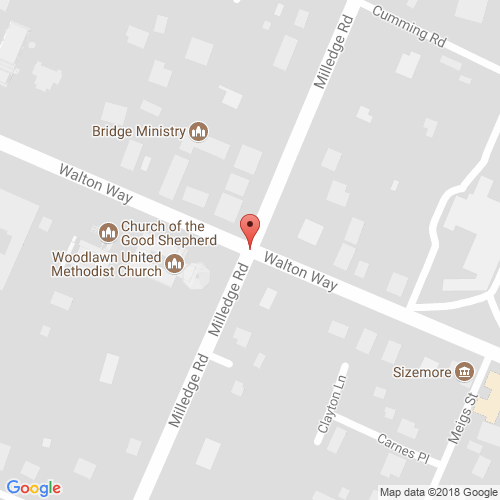 Cumming Rd
Milledge Rd
Bridge Ministry
Walton Way
Church of the
Good Shepherd
Woodlawn United
Methodist Church
Walton Way
Milledge Rd
Milledge Rd
Sizemore
Clayton Ln
Meigs St
Carnes Pl
Google
Map data ©2018 Google